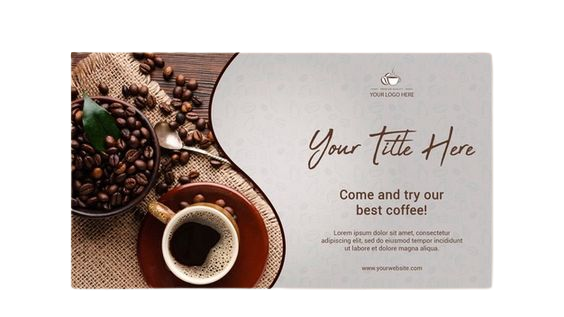 YOUR LOGO HERE
Your Title Here
Come and try our
best coffee!
Lorem ipsum dolor sit amet, consectetur
adipiscing elit, sed do eiusmod tempor incididunt
ut labore et dolore magna aliqua.
www.yourwebsite.com